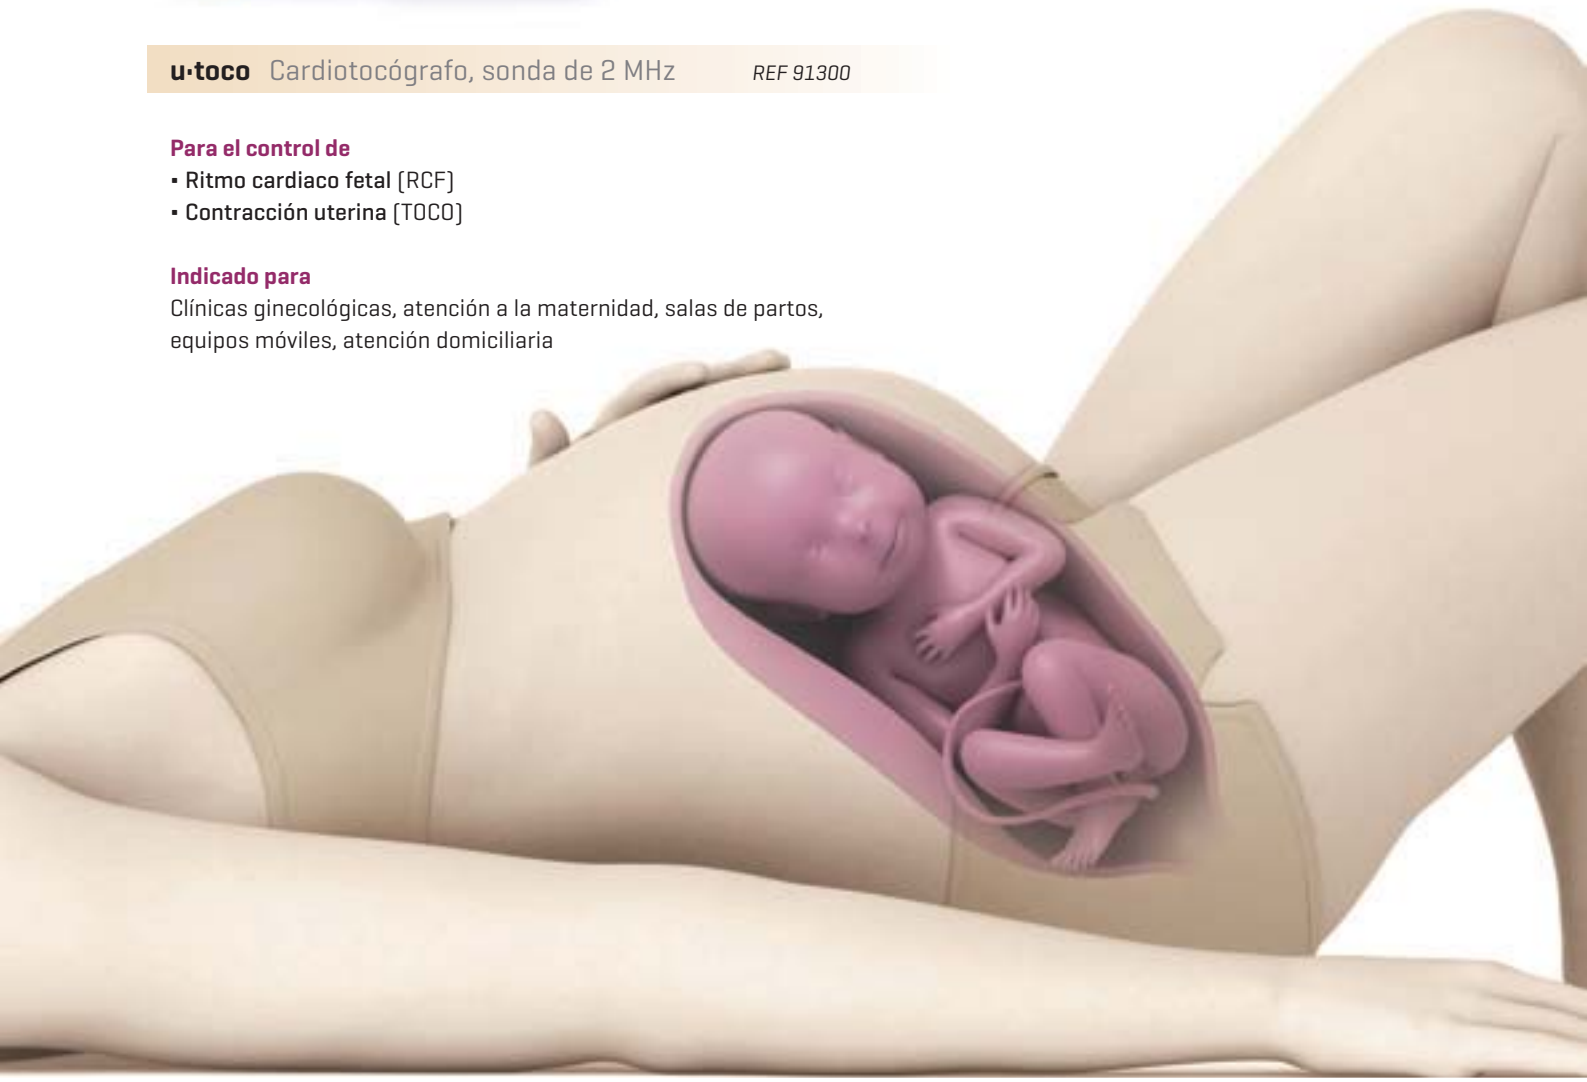 u·toco Cardiotocógrafo, sonda de 2 MHz REF 91300
Para el control de
▪ Ritmo cardiaco fetal (RCF)
▪ Contracción uterina (TOCO)
Indicado para
Clínicas ginecológicas, atención a la maternidad, salas de partos,
equipos móviles, atención domiciliaria